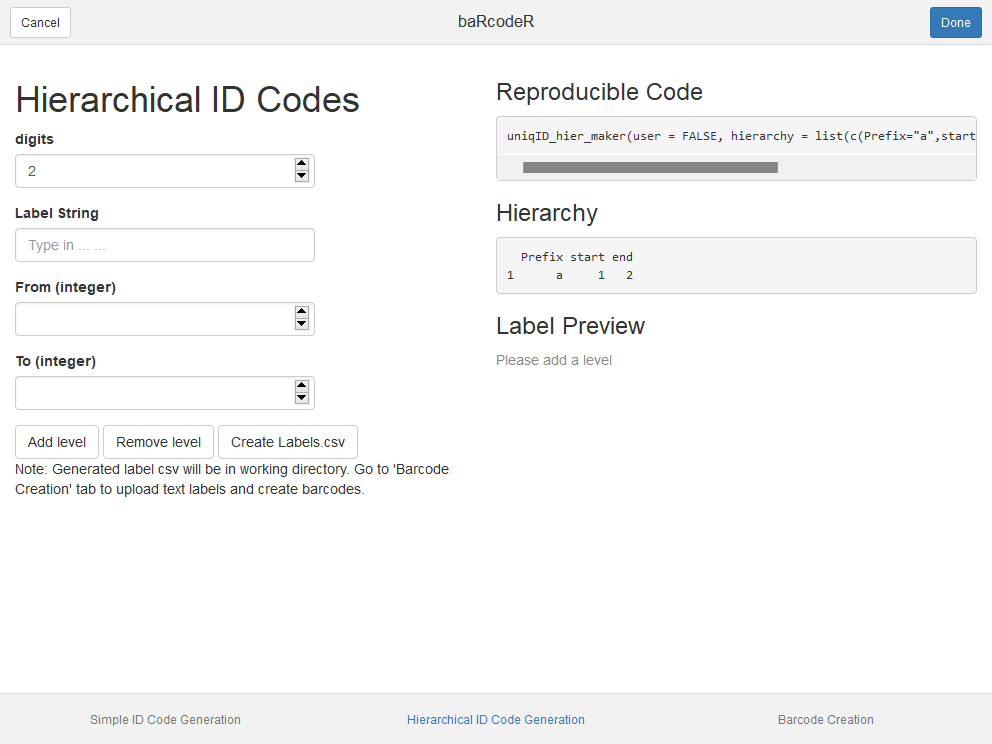 Cancel
baRcodeR
Done
Hierarchical ID Codes
digits
2
Label String
Type in ... ...
From (integer)
To (integer)
Add level
Remove level
Create Labels.csv
Note: Generated label csv will be in working directory. Go to 'Barcode
Creation' tab to upload text labels and create barcodes.
Reproducible Code
uniqID_hier_maker(user = FALSE, hierarchy = list(c(Prefix="a",start
Hierarchy
Prefix start end
1 a 1 2
Label Preview
Please add a level
Simple ID Code Generation
Hierarchical ID Code Generation
Barcode Creation